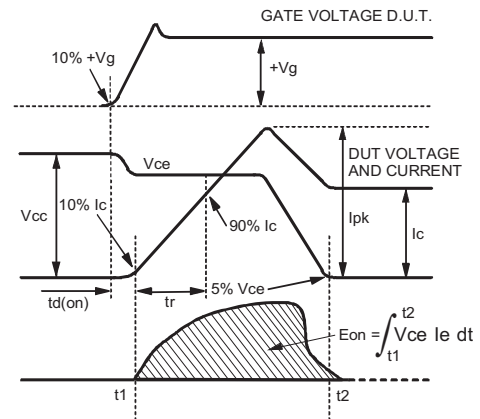 GATE VOLTAGE D.U.T.
10% +Vg
+Vg
Vce
DUT VOLTAGE
AND CURRENT
Vcc
10% Ic
90% Ic
Ipk
Ic
td(on)
tr
5% Vce
Eon = ∫ t1 t2 Vce Ie dt
t1
t2